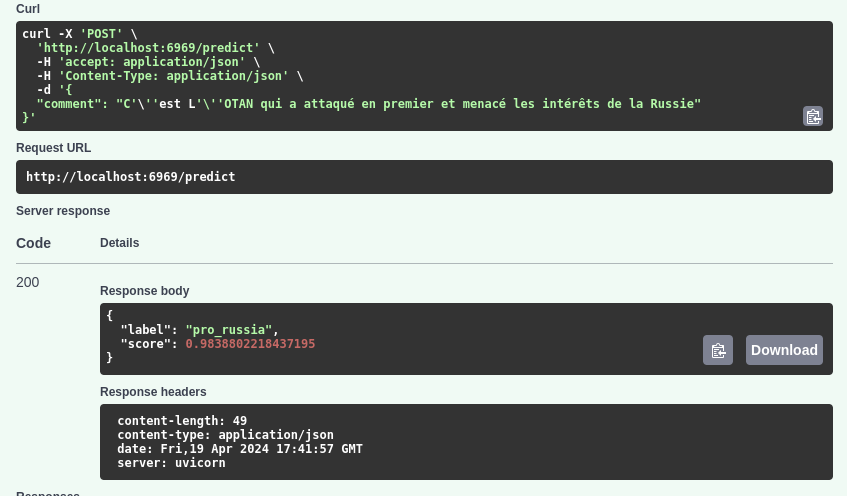 Curl
curl -X 'POST' \
'http://localhost:6969/predict' \
-H 'accept: application/json' \
-H 'Content-Type: application/json' \
-d '{
"comment": "C'\''est L'\''OTAN qui a attaqué en premier et menacé les intérêts de la Russie"
}'
Request URL
http://localhost:6969/predict
Server response
Code Details
200
Response body
{
"label": "pro_russia",
"score": 0.9838802218437195
}
Download
Response headers
content-length: 49
content-type: application/json
date: Fri,19 Apr 2024 17:41:57 GMT
server: uvicorn
Responses